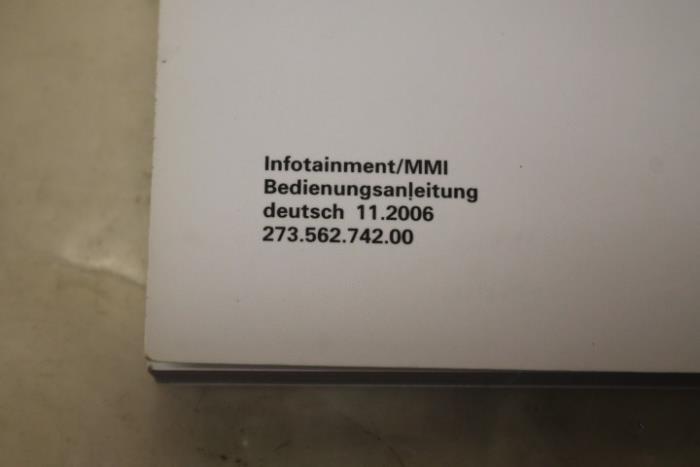 Infotainment/MMI
Bedienungsanleitung
deutsch 11.2006
273.562.742.00